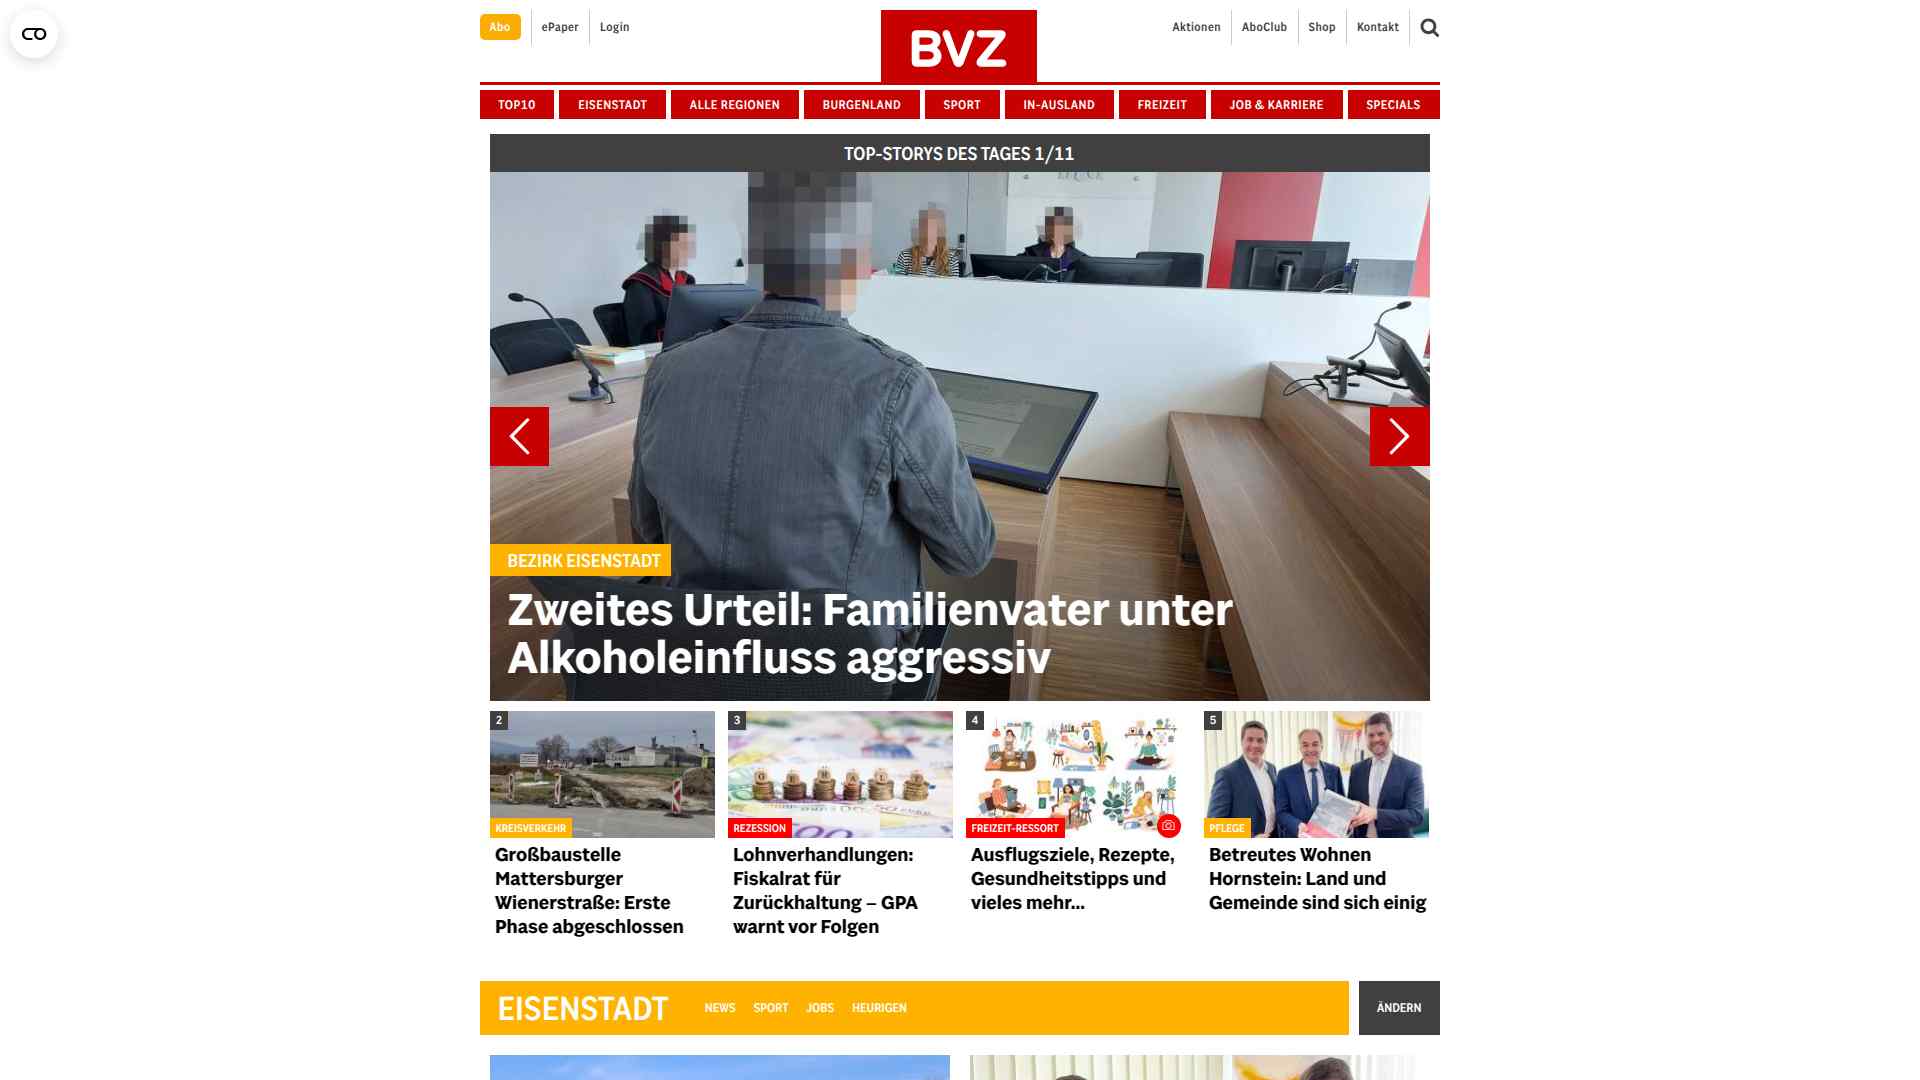 Abo
ePaper
Login
BVZ
Aktionen
AboClub
Shop
Kontakt
TOP10
EISENSTADT
ALLE REGIONEN
BURGENLAND
SPORT
IN-AUSLAND
FREIZEIT
JOB & KARRIERE
SPECIALS
TOP-STORYS DES TAGES 1/11
BEZIRK EISENSTADT
Zweites Urteil: Familienvater unter
Alkoholeinfluss aggressiv
2
KREISVERKEHR
Großbaustelle
Mattersburger
Wienerstraße: Erste
Phase abgeschlossen
3
REZESSION
Lohnverhandlungen:
Fiskalrat für
Zurückhaltung – GPA
warnt vor Folgen
4
FREIZEIT-RESSORT
Ausflugsziele, Rezepte,
Gesundheitstipps und
vieles mehr...
5
PFLEGE
Betreutes Wohnen
Hornstein: Land und
Gemeinde sind sich einig
EISENSTADT
NEWS
SPORT
JOBS
HEURIGEN
ÄNDERN